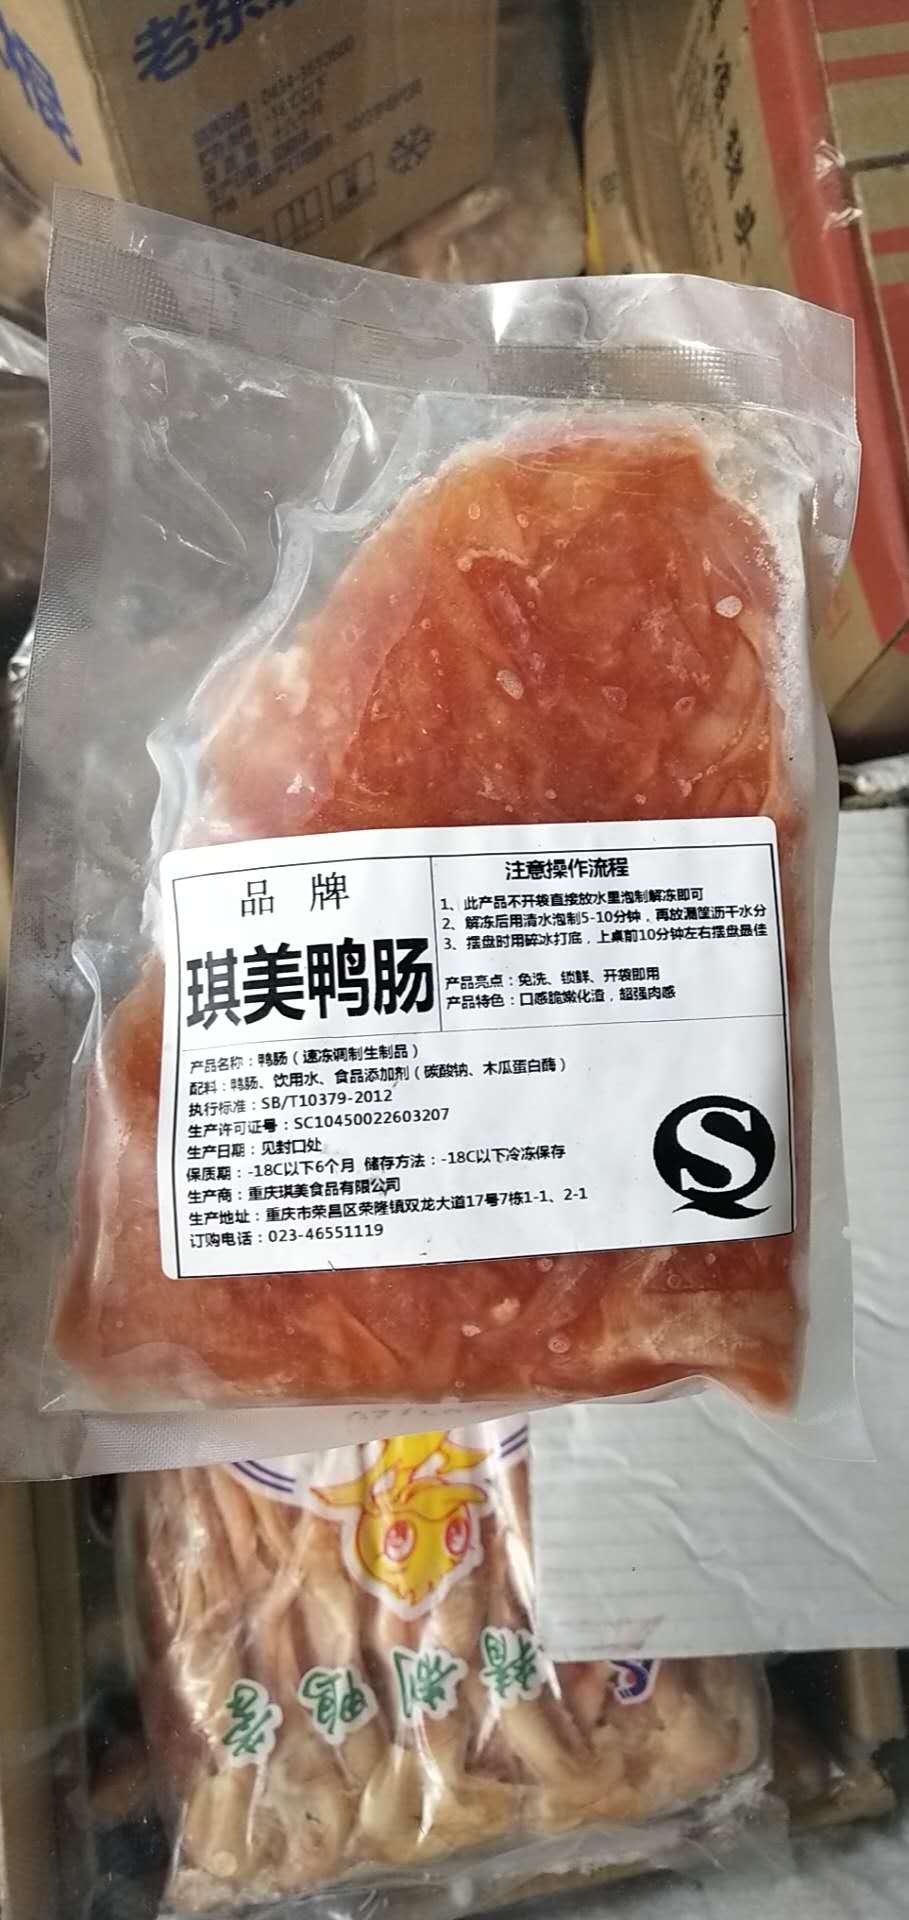 老东
品 牌
琪美鸭肠
注意操作流程
1、此产品不开袋直接放水里泡制解冻即可
2、解冻后用清水泡制5-10分钟，再放漏筐沥干水分
3、摆盘时用碎冰打底，上桌前10分钟左右摆盘最佳
产品亮点：免洗、锁鲜、开袋即用
产品特色：口感脆嫩化渣，超强肉感
产品名称：鸭肠（速冻调制生制品）
配料：鸭肠、饮用水、食品添加剂（碳酸钠、木瓜蛋白酶）
执行标准：SB/T10379-2012
生产许可证号：SC10450022603207
生产日期：见封口处
保质期：-18C以下6个月 储存方法：-18C以下冷冻保存
生产商：重庆琪美食品有限公司
生产地址：重庆市荣昌区荣隆镇双龙大道17号7栋1-1、2-1
订购电话：023-46551119
S
精制鸭